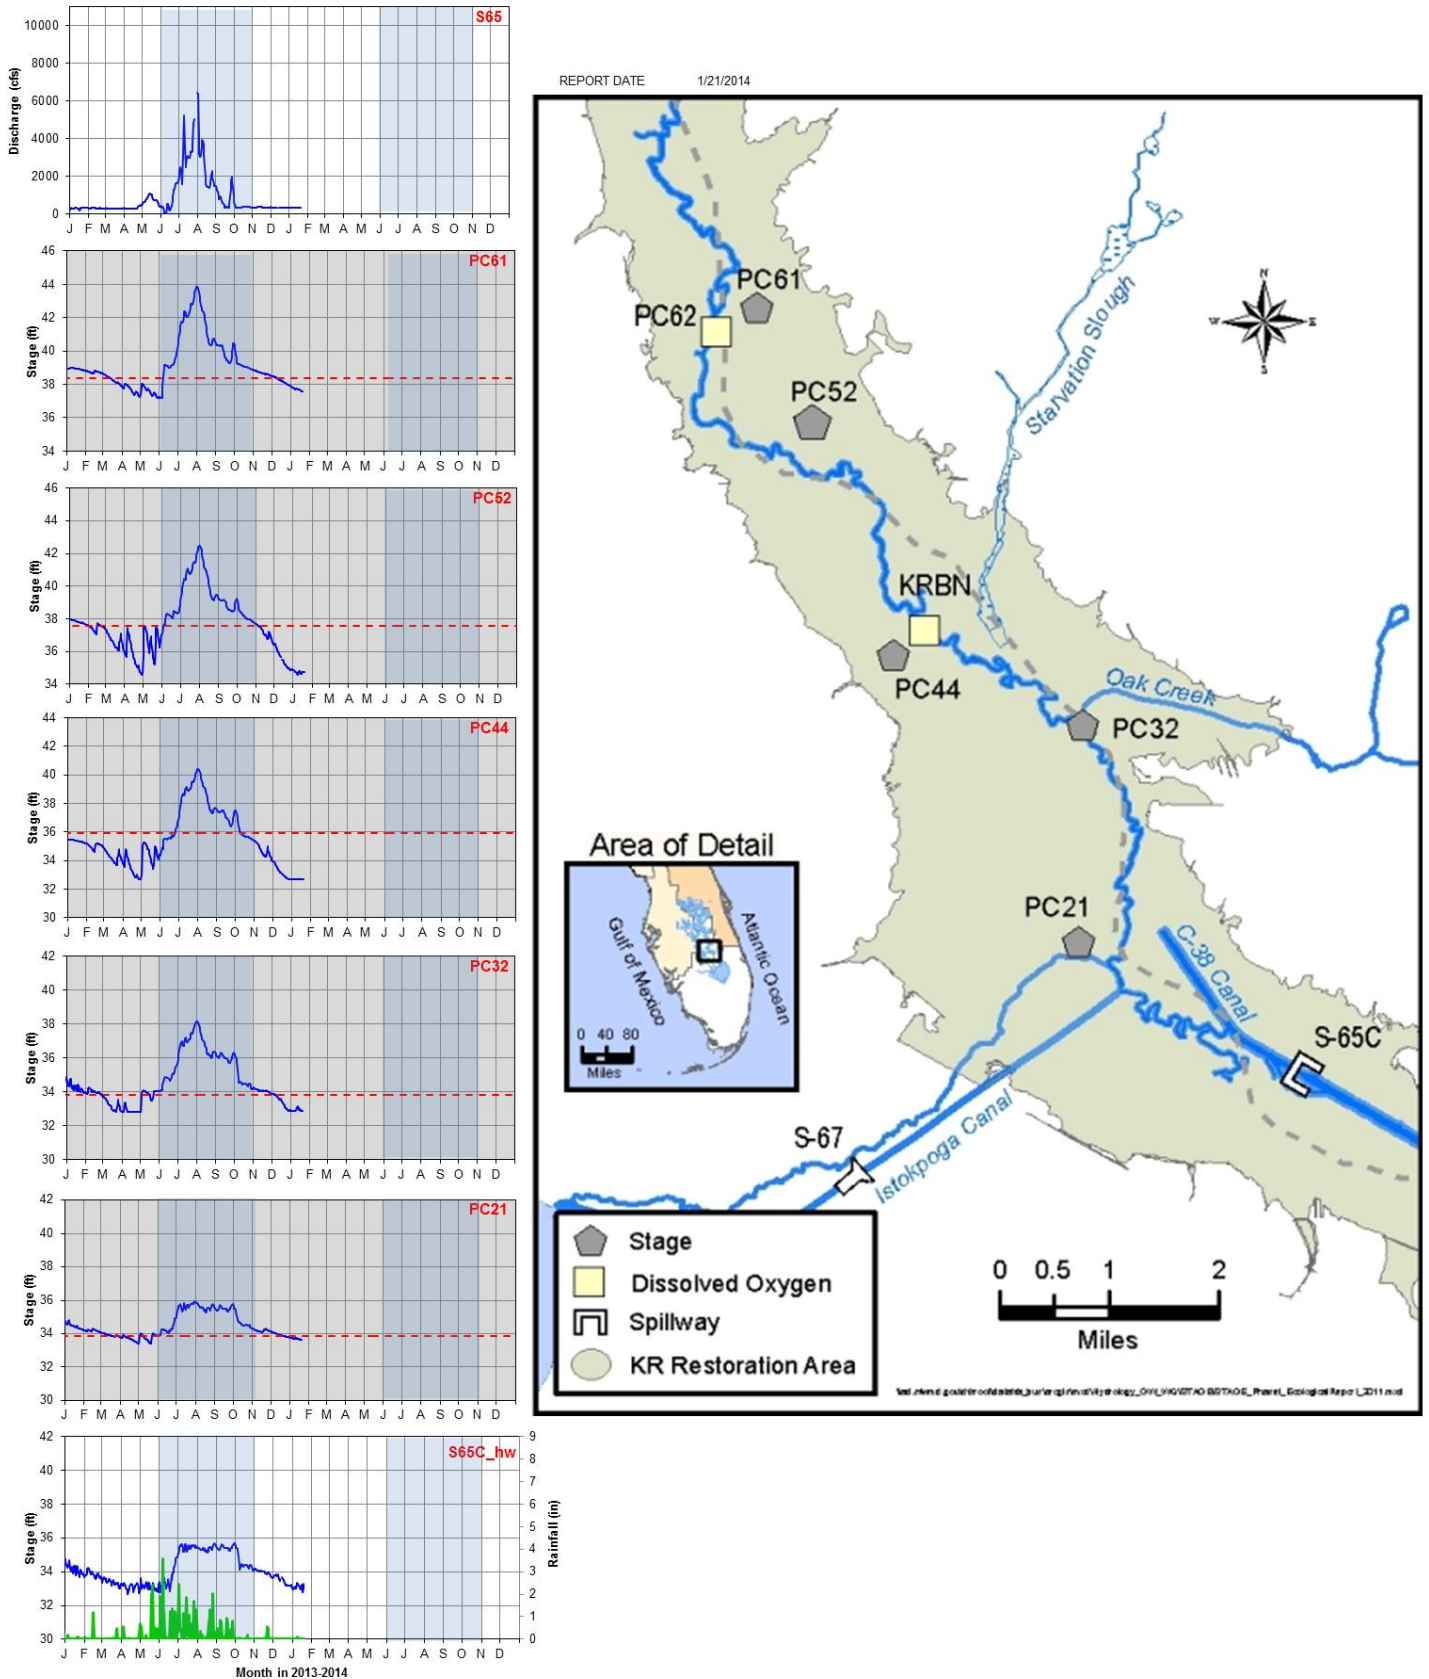 S65
Discharge (cfs)
10000
8000
6000
4000
2000
0
J F M A M J J A S O N D J F M A M J J A S O N D
PC61
Stage (ft)
46
44
42
40
38
36
34
J F M A M J J A S O N D J F M A M J J A S O N D
PC52
Stage (ft)
46
44
42
40
38
36
34
J F M A M J J A S O N D J F M A M J J A S O N D
PC44
Stage (ft)
44
42
40
38
36
34
32
30
J F M A M J J A S O N D J F M A M J J A S O N D
PC32
Stage (ft)
42
40
38
36
34
32
30
J F M A M J J A S O N D J F M A M J J A S O N D
PC21
Stage (ft)
42
40
38
36
34
32
30
J F M A M J J A S O N D J F M A M J J A S O N D
S65C_hw
Stage (ft)
42
40
38
36
34
32
30
9
8
7
6
5
4
3
2
1
0
Rainfall (in)
J F M A M J J A S O N D J F M A M J J A S O N D
Month in 2013-2014
REPORT DATE 1/21/2014
PC61
PC62
PC52
Starvation Slough
N
W E
S
KRBN
PC44
Oak Creek
PC32
PC21
C-38 Canal
S-65C
S-67
Istokpoga Canal
Area of Detail
Gulf of Mexico
Atlantic Ocean
0 40 80
Miles
Stage
Dissolved Oxygen
Spillway
KR Restoration Area
0 0.5 1 2
Miles